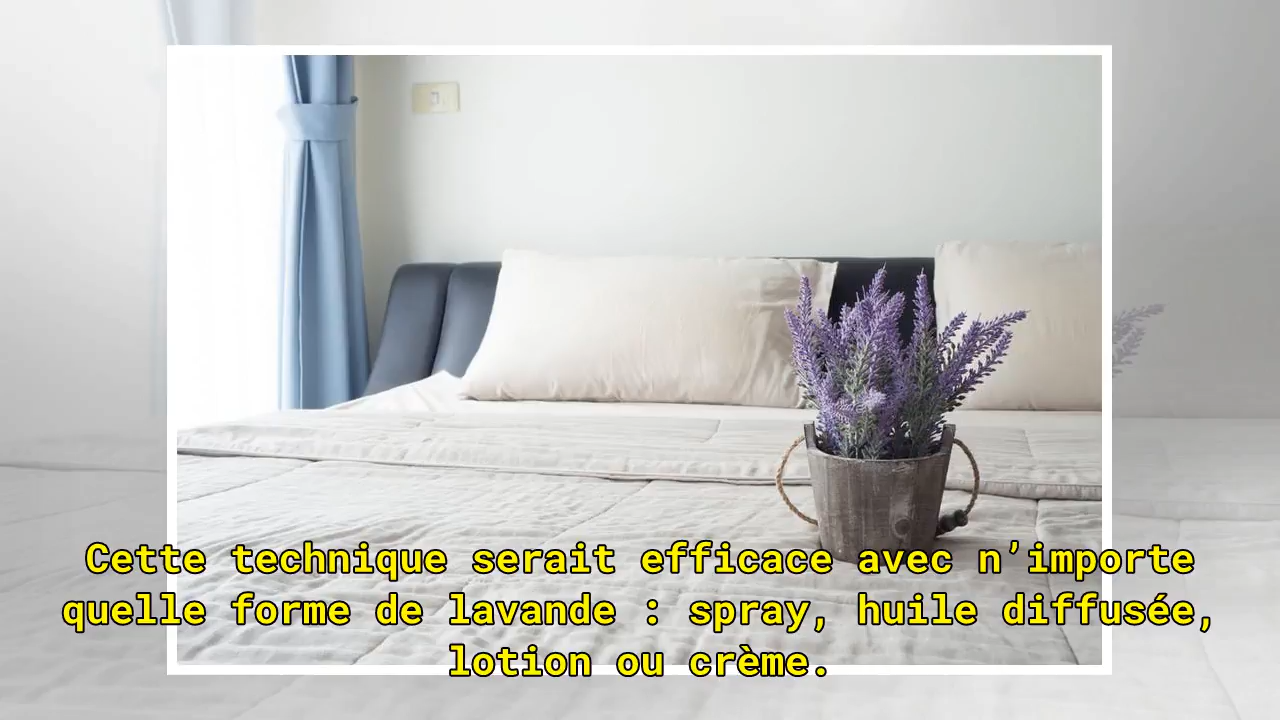 Cette technique serait efficace avec n’importe
quelle forme de lavande : spray, huile diffusée,
lotion ou crème.